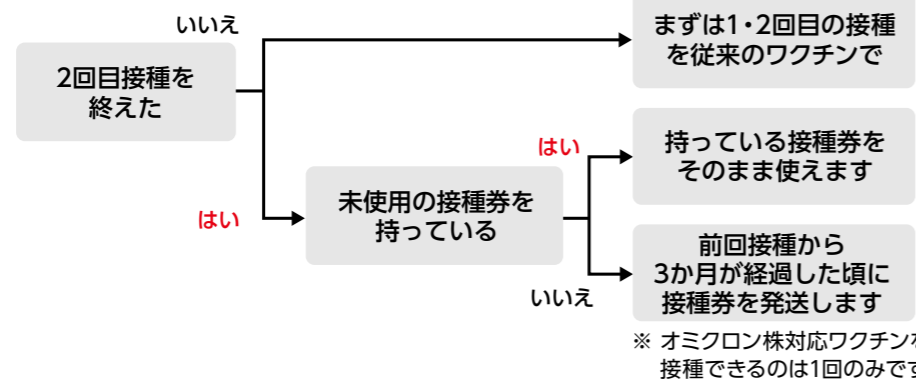 いいえ
まずは1・2回目の接種
を従来のワクチンで
2回目接種を
終えた
はい
持っている接種券を
そのまま使えます
はい
未使用の接種券を
持っている
いいえ
前回接種から
3か月が経過した頃に
接種券を発送します
※ オミクロン株対応ワクチンを
接種できるのは1回のみです